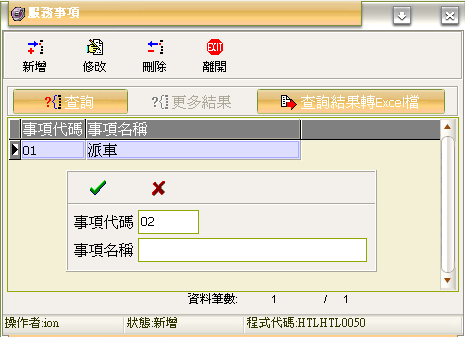 服務事項
新增 修改 刪除 離開
查詢 更多結果 查詢結果轉Excel檔
事項代碼 事項名稱
01 派車
事項代碼 02
事項名稱
資料筆數: 1 / 1
操作者:ion 狀態:新增 程式代碼:HTLHTL0050